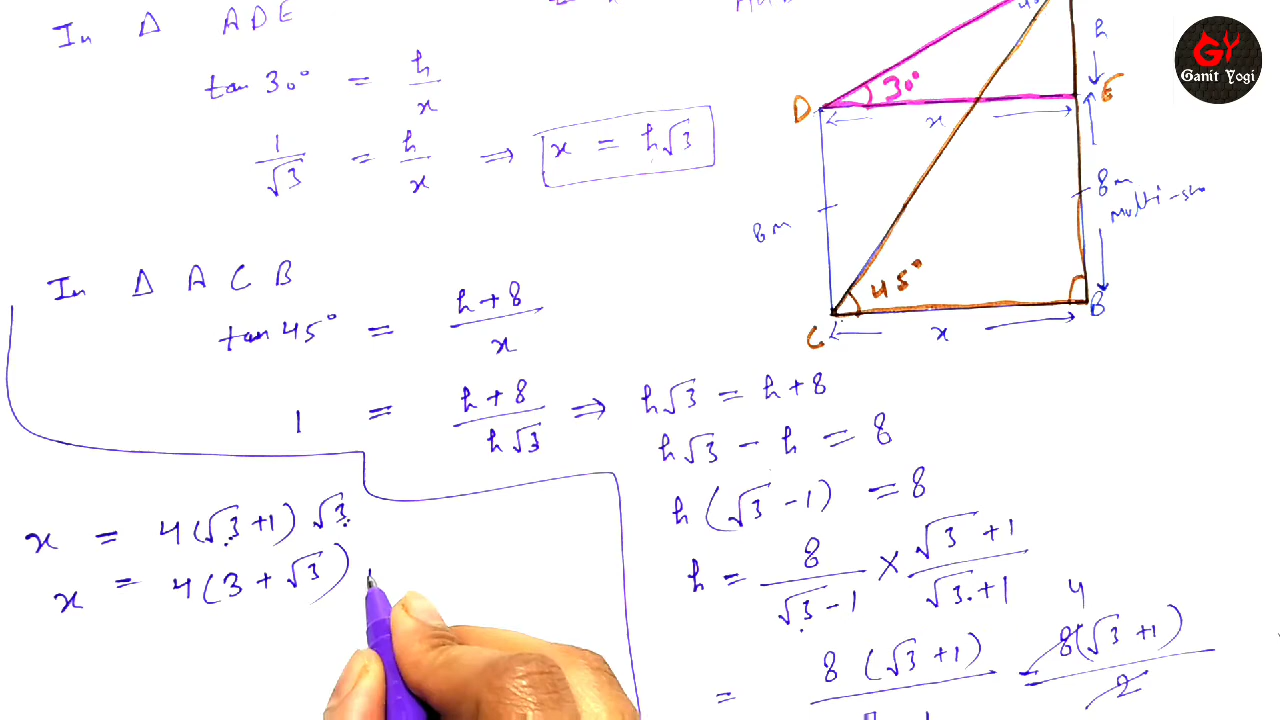 In Δ ADE
tan 30° = h/x
1/√3 = h/x ⇒ x = h√3
In Δ ACB
tan 45° = h+8/x
1 = h+8/h√3 ⇒ h√3 = h+8
h√3 - h = 8
h(√3-1) = 8
h = 8/√3-1 × √3+1/√3+1
= 8(√3+1) = 8(√3+1)/2
4
x = 4(√3+1)√3
x = 4(3+√3)
D
30°
x
E
h
8m
8m
45°
C
x
B
GY
Ganit Yogi